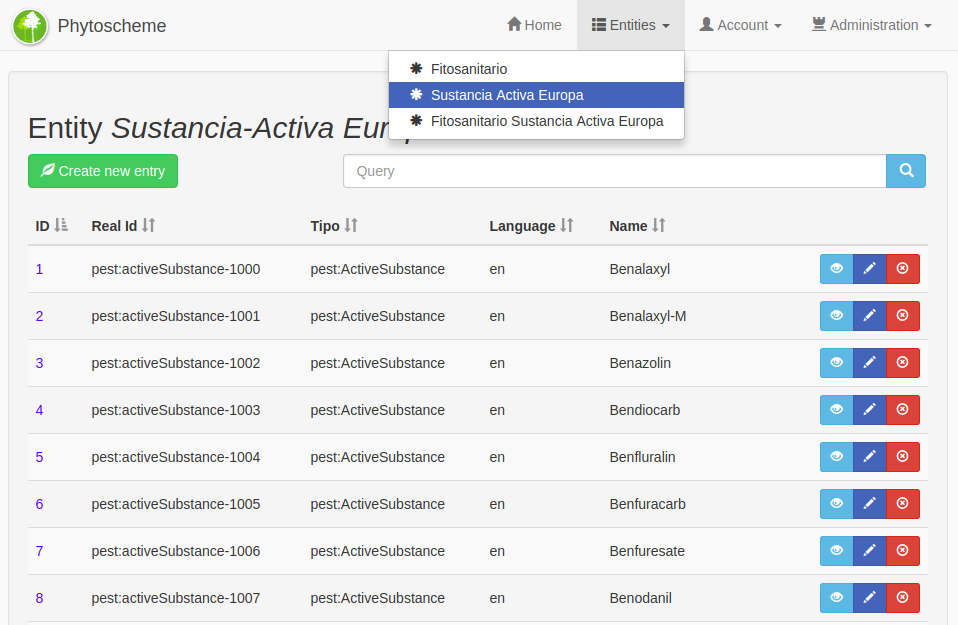 Phytoscheme Home Entities Account Administration
Fitosanitario
Sustancia Activa Europa
Fitosanitario Sustancia Activa Europa
Entity Sustancia-Activa
Create new entry Query
ID Real Id Tipo Language Name
1 pest:activeSubstance-1000 pest:ActiveSubstance en Benalaxyl
2 pest:activeSubstance-1001 pest:ActiveSubstance en Benalaxyl-M
3 pest:activeSubstance-1002 pest:ActiveSubstance en Benazolin
4 pest:activeSubstance-1003 pest:ActiveSubstance en Bendiocarb
5 pest:activeSubstance-1004 pest:ActiveSubstance en Benfluralin
6 pest:activeSubstance-1005 pest:ActiveSubstance en Benfuracarb
7 pest:activeSubstance-1006 pest:ActiveSubstance en Benfuresate
8 pest:activeSubstance-1007 pest:ActiveSubstance en Benodanil